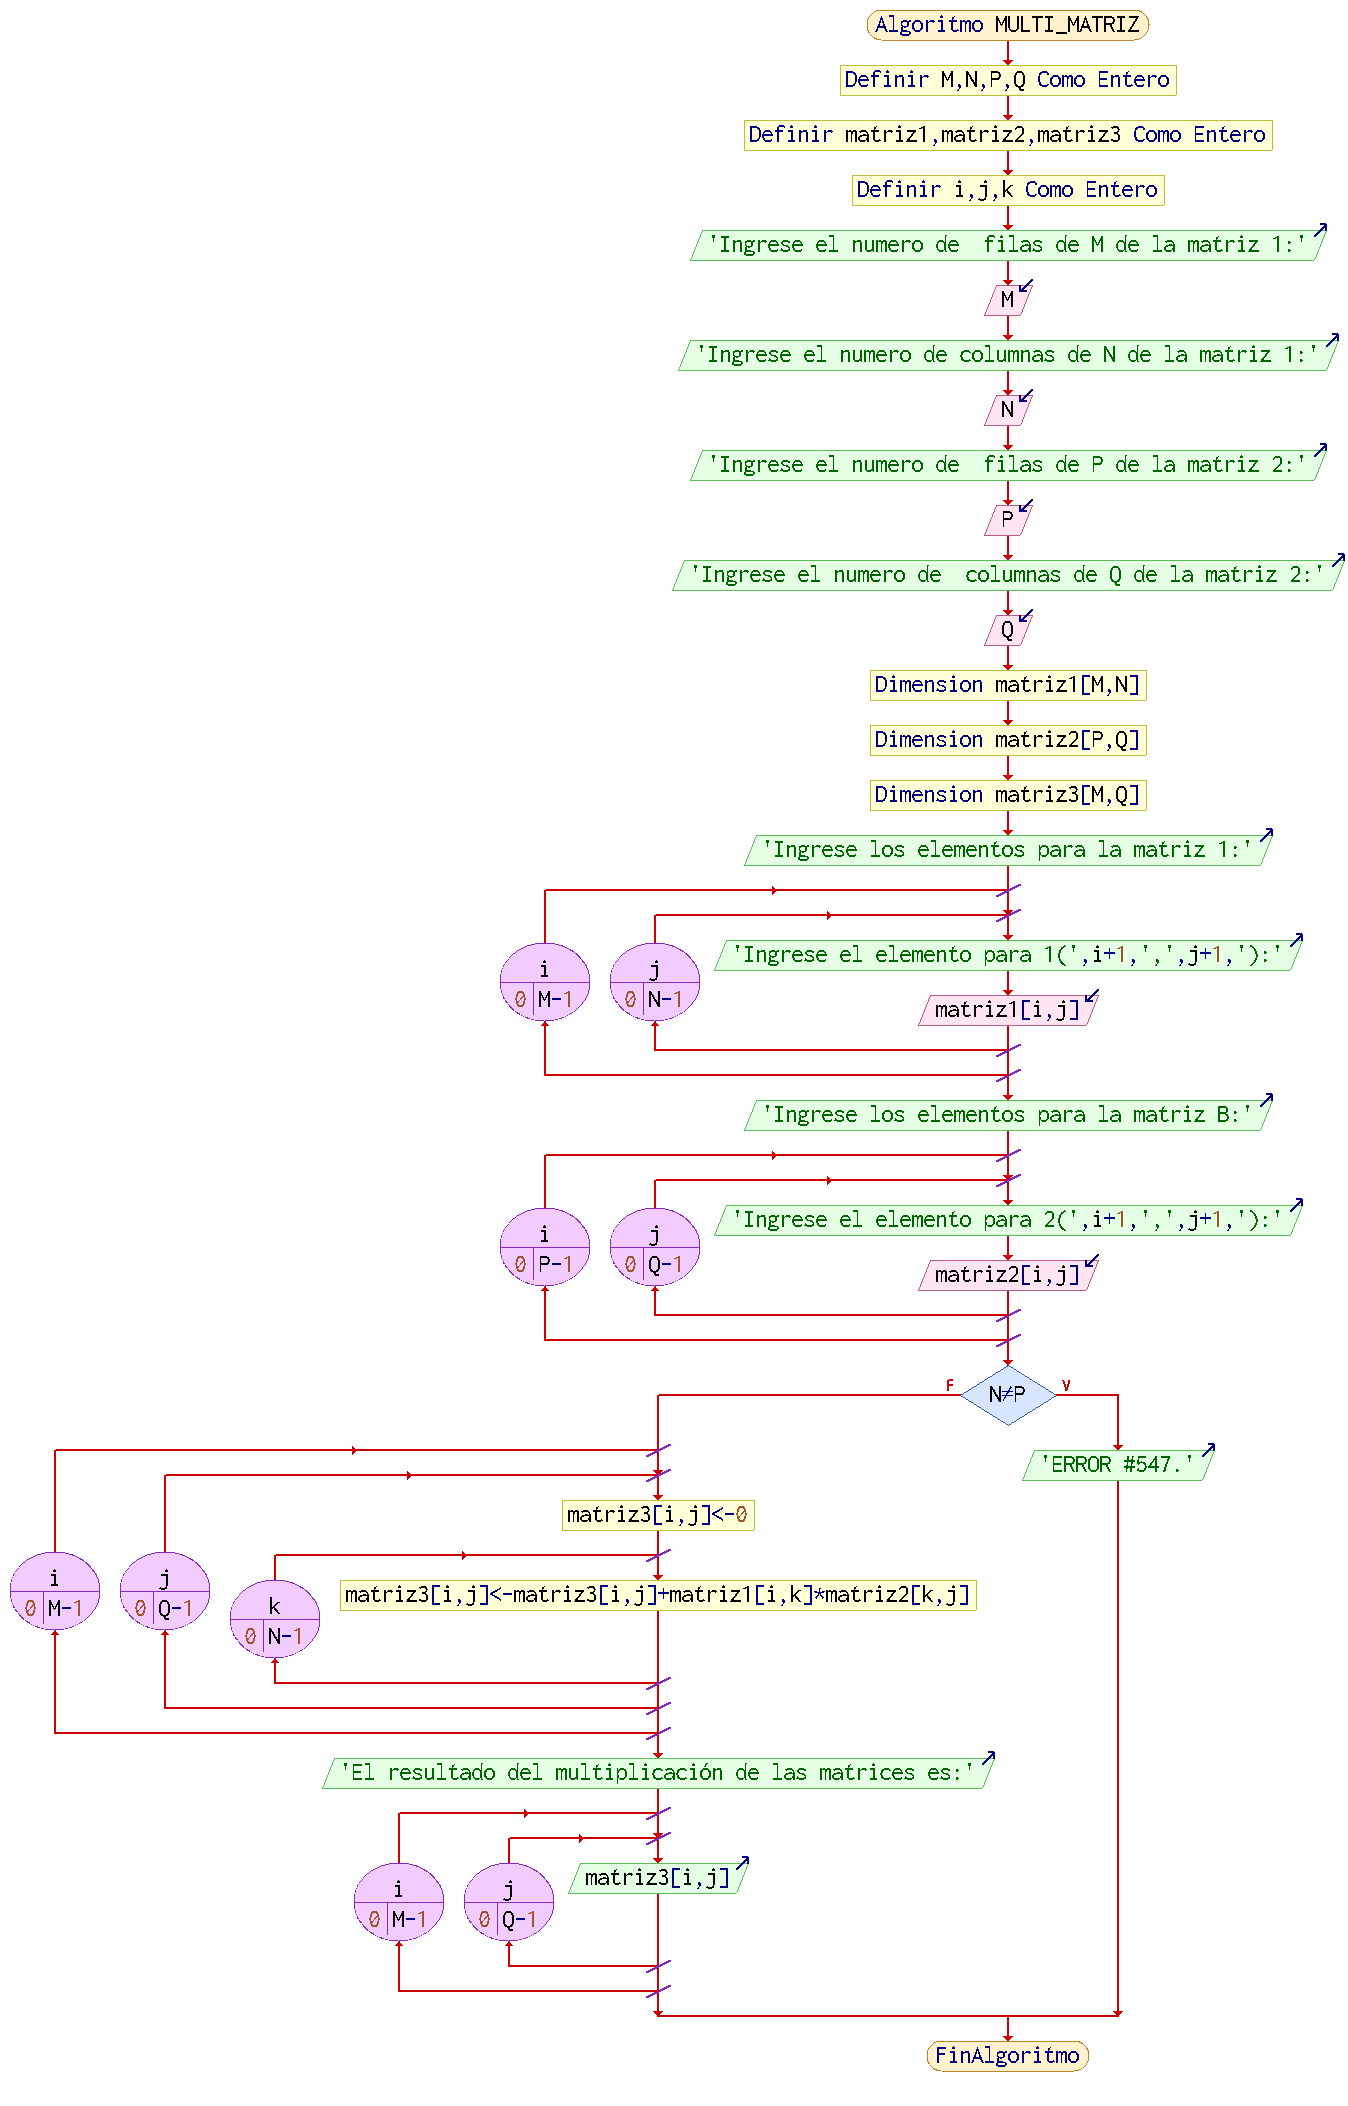 Algoritmo MULTI_MATRIZ
Definir M,N,P,Q Como Entero
Definir matriz1,matriz2,matriz3 Como Entero
Definir i,j,k Como Entero
'Ingrese el numero de  filas de M de la matriz 1:'
M
'Ingrese el numero de columnas de N de la matriz 1:'
N
'Ingrese el numero de  filas de P de la matriz 2:'
P
'Ingrese el numero de  columnas de Q de la matriz 2:'
Q
Dimension matriz1[M,N]
Dimension matriz2[P,Q]
Dimension matriz3[M,Q]
'Ingrese los elementos para la matriz 1:'
i
0 M-1
j
0 N-1
'Ingrese el elemento para 1(',i+1,',',j+1,'):'
matriz1[i,j]
'Ingrese los elementos para la matriz B:'
i
0 P-1
j
0 Q-1
'Ingrese el elemento para 2(',i+1,',',j+1,'):'
matriz2[i,j]
F
N≠P
V
'ERROR #547.'
matriz3[i,j]<-0
i
0 M-1
j
0 Q-1
k
0 N-1
matriz3[i,j]<-matriz3[i,j]+matriz1[i,k]*matriz2[k,j]
'El resultado del multiplicación de las matrices es:'
i
0 M-1
j
0 Q-1
matriz3[i,j]
FinAlgoritmo